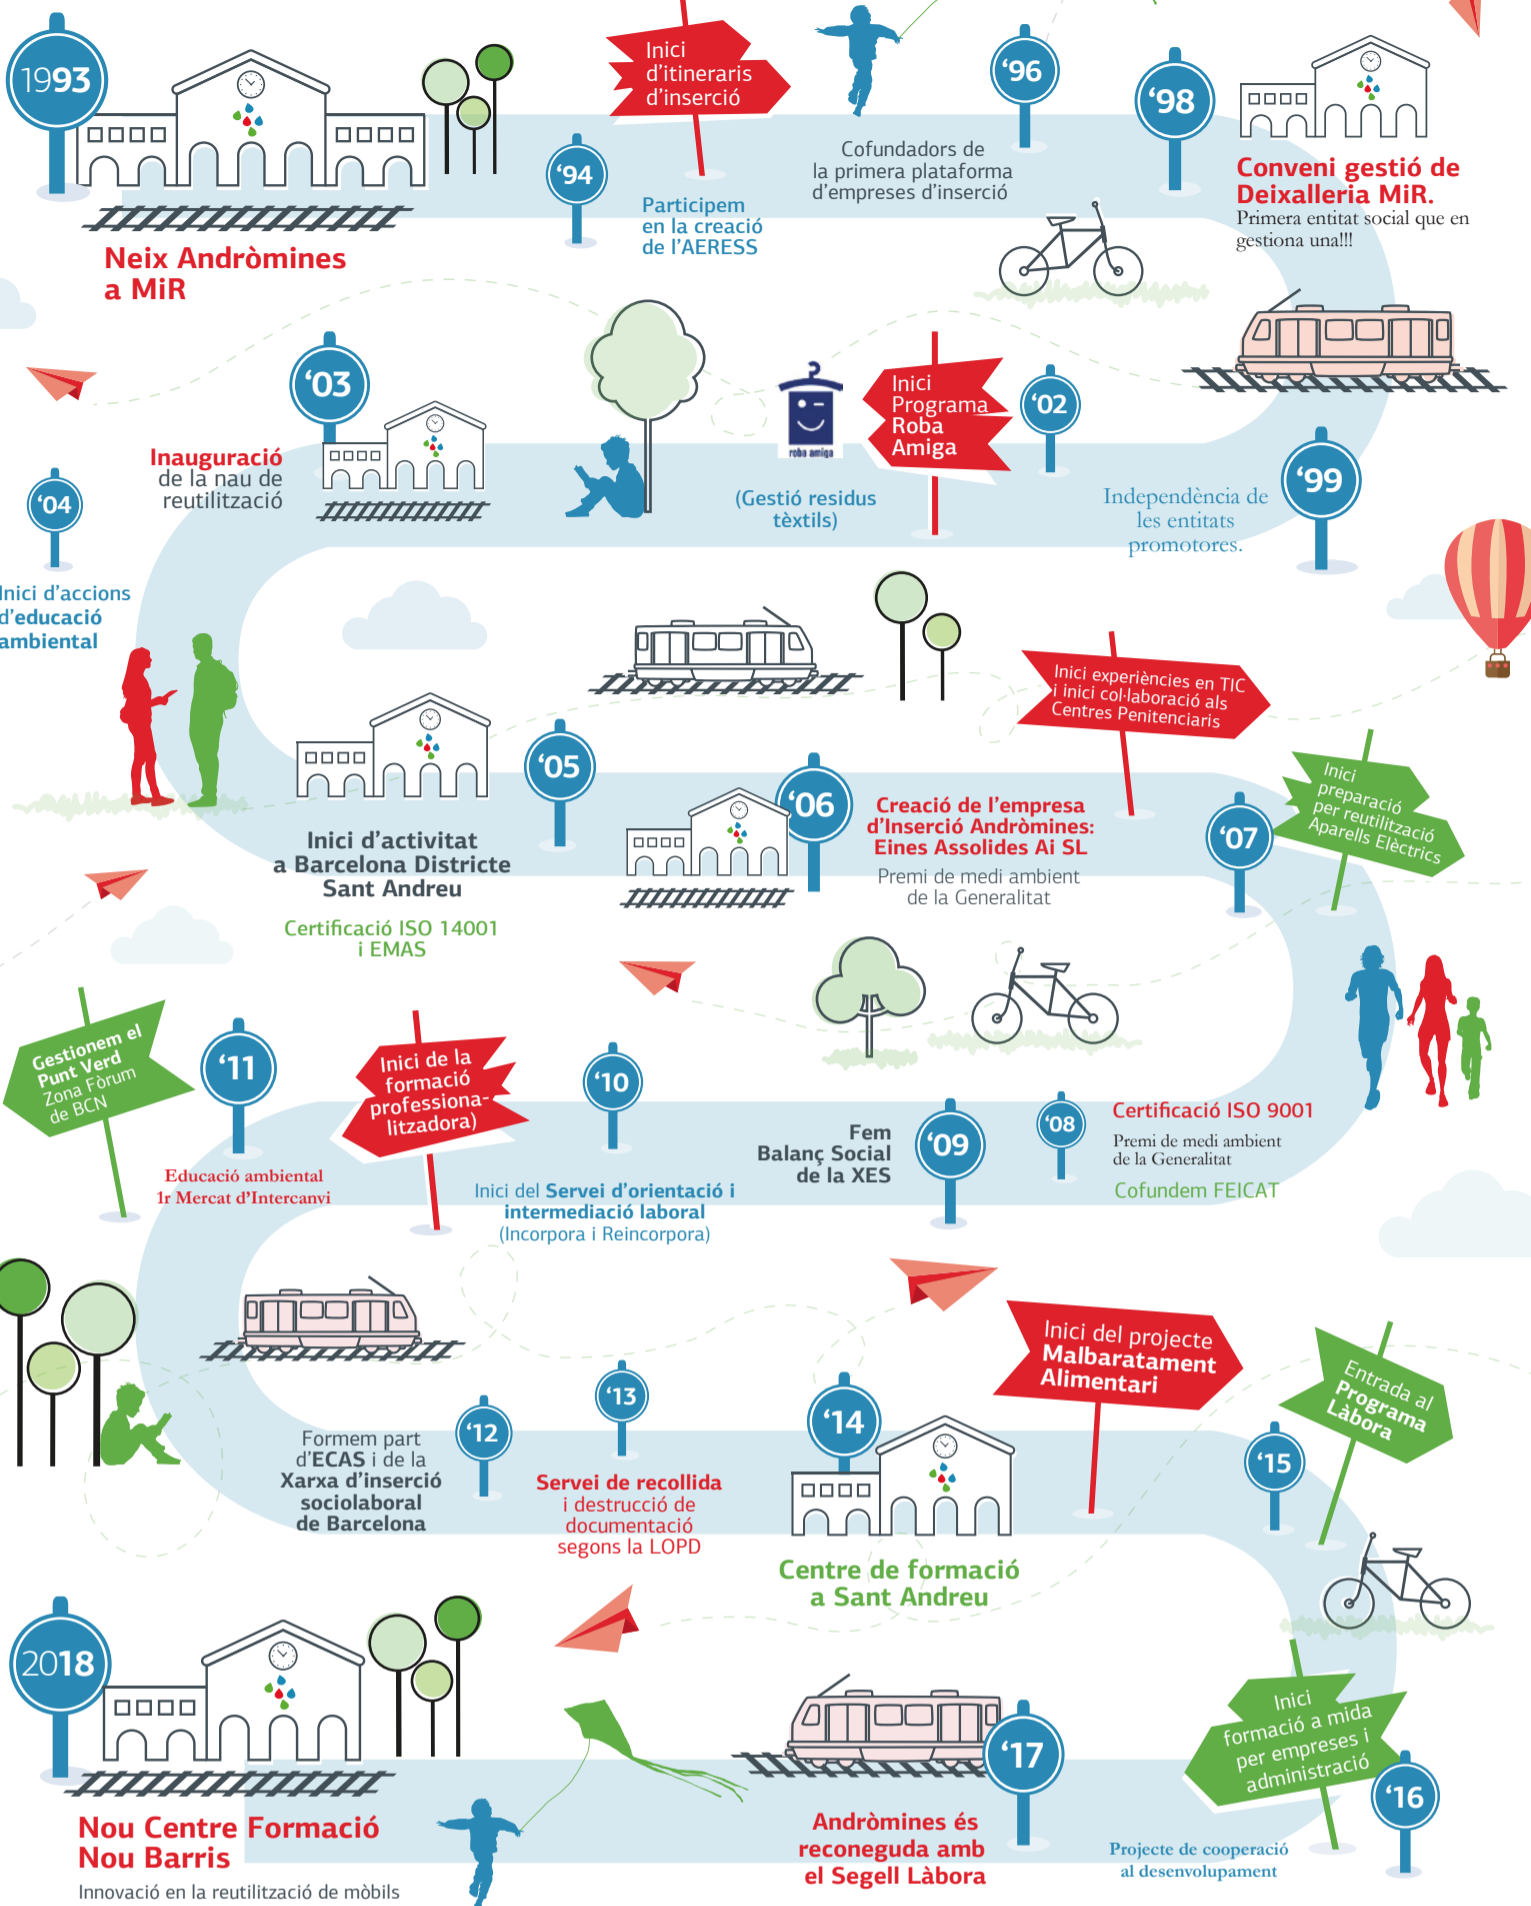 1993
Neix Andròmines
a MiR
‘94
Participem
en la creació
de l’AERESS
Inici
d’itineraris
d’inserció
‘96
Cofundadors de
la primera plataforma
d’empreses d’inserció
‘98
Conveni gestió de
Deixalleria MiR.
Primera entitat social que en
gestiona una!!!
‘99
Independència de
les entitats
promotores.
‘02
Inici
Programa
Roba
Amiga
roba amiga
(Gestió residus
tèxtils)
‘03
Inauguració
de la nau de
reutilització
‘04
Inici d’accions
d’educació
ambiental
‘05
Inici d’activitat
a Barcelona Districte
Sant Andreu
Certificació ISO 14001
i EMAS
‘06
Creació de l’empresa
d’Inserció Andròmines:
Eines Assolides Ai SL
Premi de medi ambient
de la Generalitat
Inici experiències en TIC
i inici col·laboració als
Centres Penitenciaris
‘07
Inici
preparació
per reutilització
Aparells Elèctrics
‘08
Certificació ISO 9001
Premi de medi ambient
de la Generalitat
Cofundem FEICAT
‘09
Fem
Balanç Social
de la XES
‘10
Inici del Servei d’orientació i
intermediació laboral
(Incorpora i Reincorpora)
Inici de la
formació
professiona-
litzadora)
‘11
Educació ambiental
1r Mercat d’Intercanvi
Gestionem el
Punt Verd
Zona Fòrum
de BCN
‘12
Formem part
d’ECAS i de la
Xarxa d’inserció
sociolaboral
de Barcelona
‘13
Servei de recollida
i destrucció de
documentació
segons la LOPD
‘14
Centre de formació
a Sant Andreu
Inici del projecte
Malbaratament
Alimentari
‘15
Entrada al
Programa
Làbora
‘16
Inici
formació a mida
per empreses i
administració
Projecte de cooperació
al desenvolupament
‘17
Andròmines és
reconeguda amb
el Segell Làbora
2018
Nou Centre Formació
Nou Barris
Innovació en la reutilització de mòbils